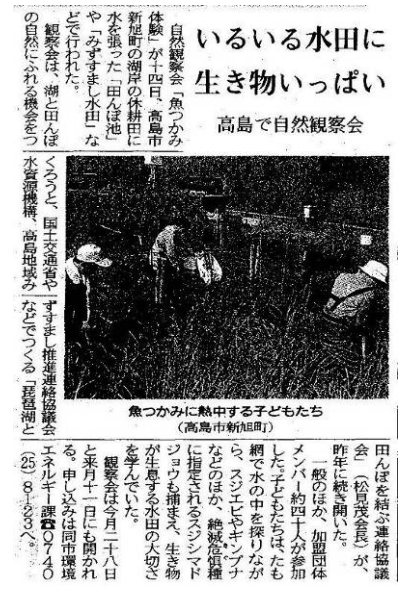 いるいる水田に
生き物いっぱい
高島で自然観察会
自然観察会「魚つかみ
体験」が十四日、高島市
新旭町の湖岸の休耕田に
水を張った「田んぼ池」
や「みずすまし水田」な
どで行われた。
観察会は、湖と田んぼ
の自然にふれる機会をつ
くろうと、国土交通省や
水資源機構、高島地域み
ずすまし推進連絡協議会
などでつくる「琵琶湖と
魚つかみに熱中する子どもたち
(高島市新旭町)
田んぼを結ぶ連絡協議
会」(松見茂会長)が、
昨年に続き開いた。
一般のほか、加盟団体
メンバー約四十人が参加
した。子どもたちは、たも
網で水の中を探りなが
ら、スジエビやギンブナ
などのほか、絶滅危惧種
に指定されるスジシマド
ジョウも捕まえ、生き物
が生息する水田の大切さ
を学んでいた。
観察会は今月二十八日
と来月十一日にも開かれ
る。申し込みは同市環境
エネルギー課☎0740
(25)8123へ。